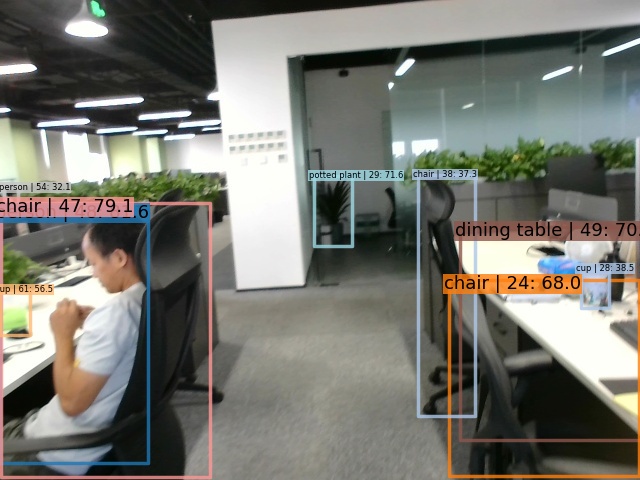 potted plant | 29: 71.6
chair | 38: 37.3
person | 54: 32.1
chair | 47: 79.1
6
dining table | 49: 70.
cup | 28: 38.5
chair | 24: 68.0
up | 61: 56.5